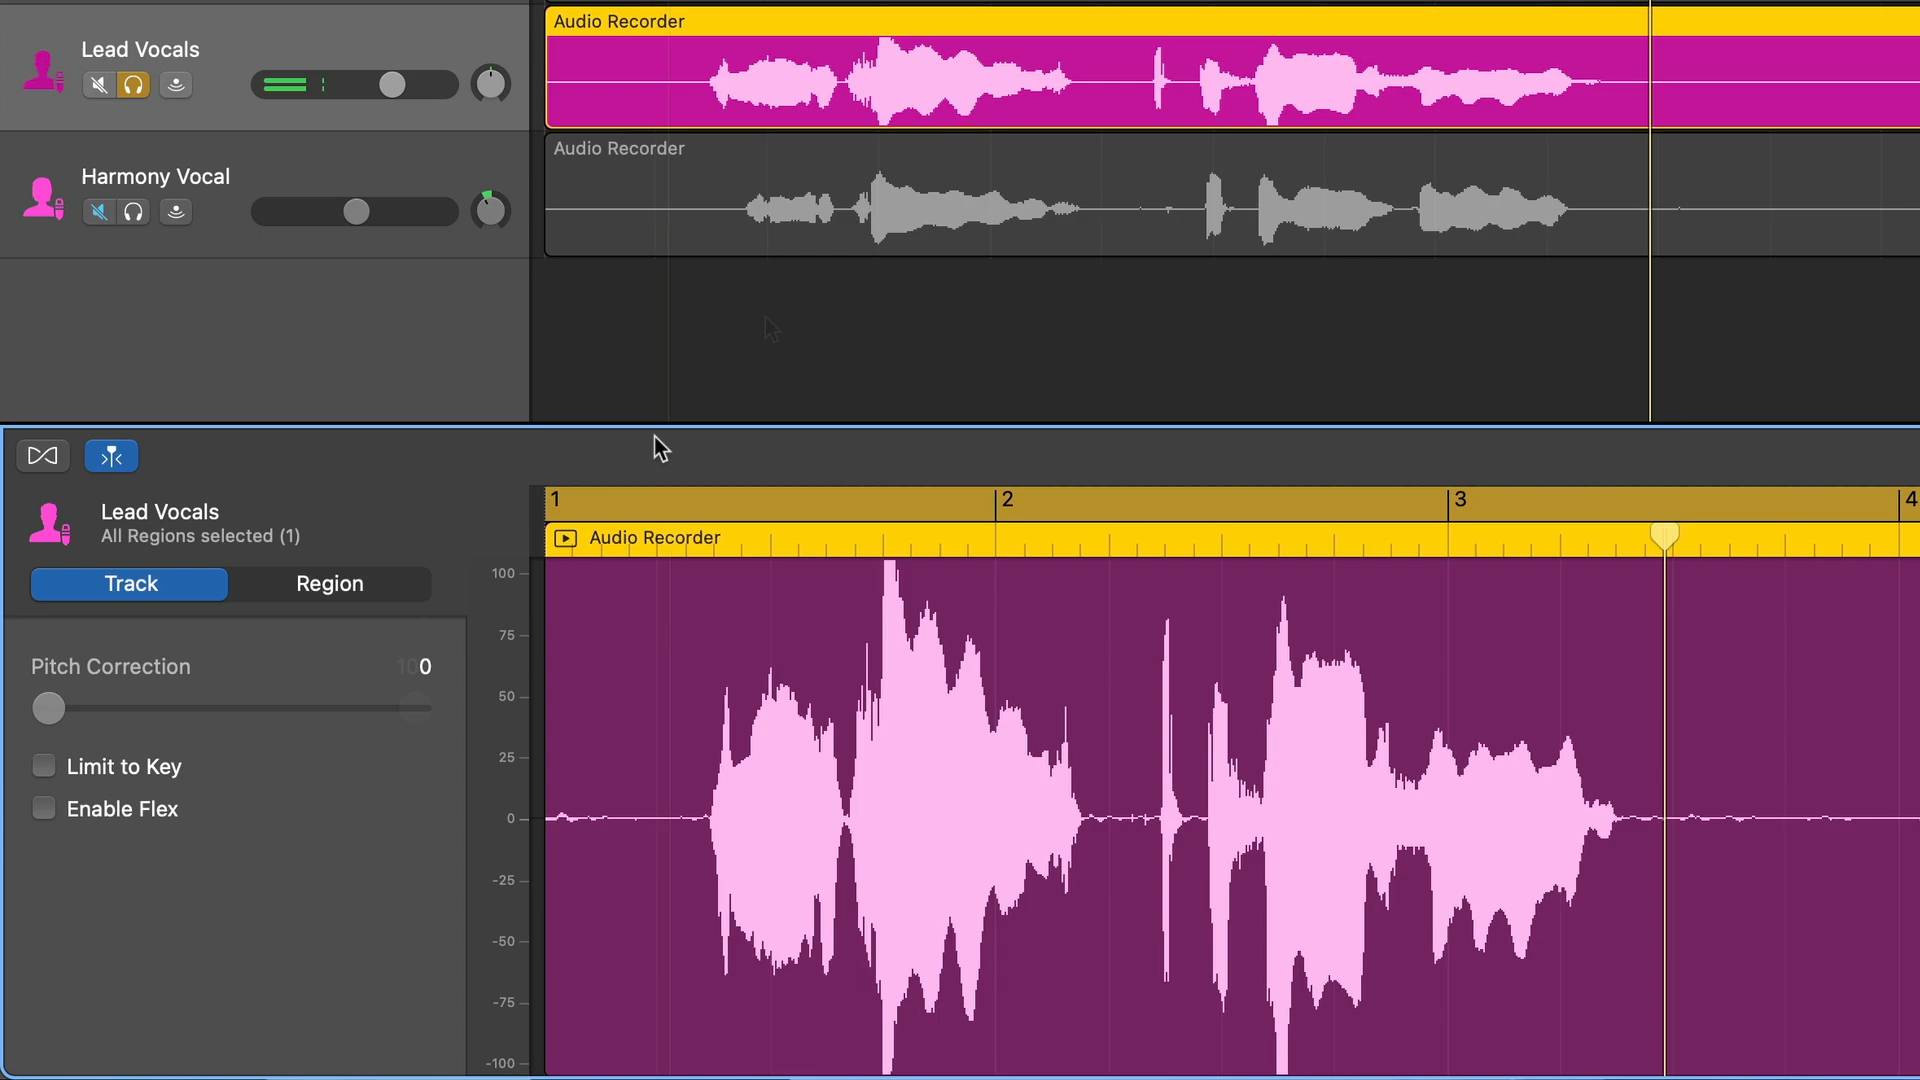 Lead Vocals
Audio Recorder
Harmony Vocal
Audio Recorder
Lead Vocals
All Regions selected (1)
Track
Region
Pitch Correction
100
Limit to Key
Enable Flex
1
2
3
4
Audio Recorder
100
75
50
25
0
-25
-50
-75
-100